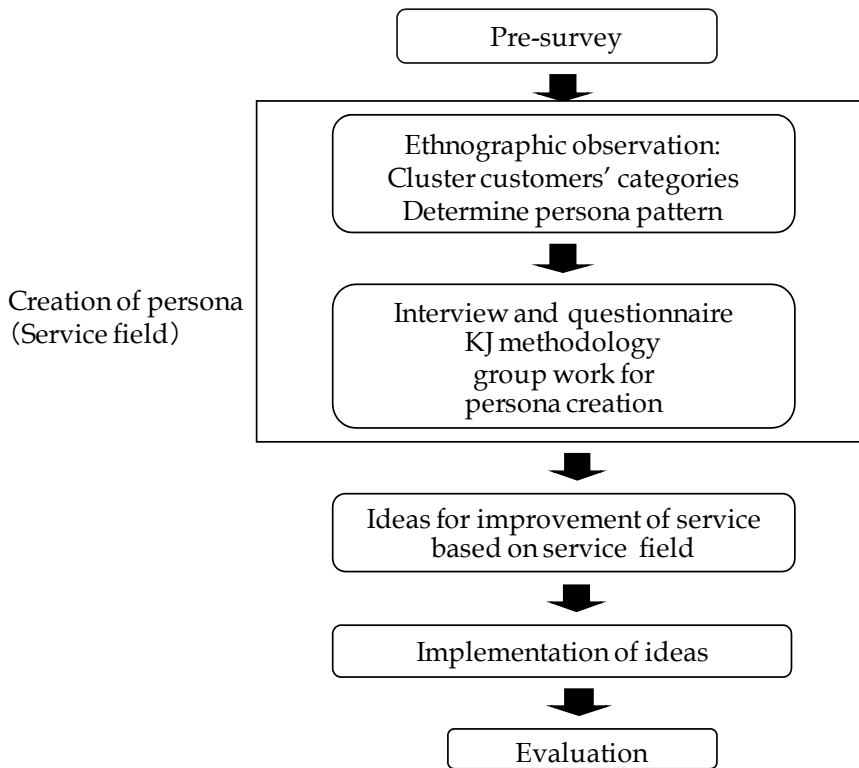 Pre-survey
Ethnographic observation:
Cluster customers’ categories
Determine persona pattern
Creation of persona
（Service field）
Interview and questionnaire
KJ methodology
group work for
persona creation
Ideas for improvement of service
based on service field
Implementation of ideas
Evaluation